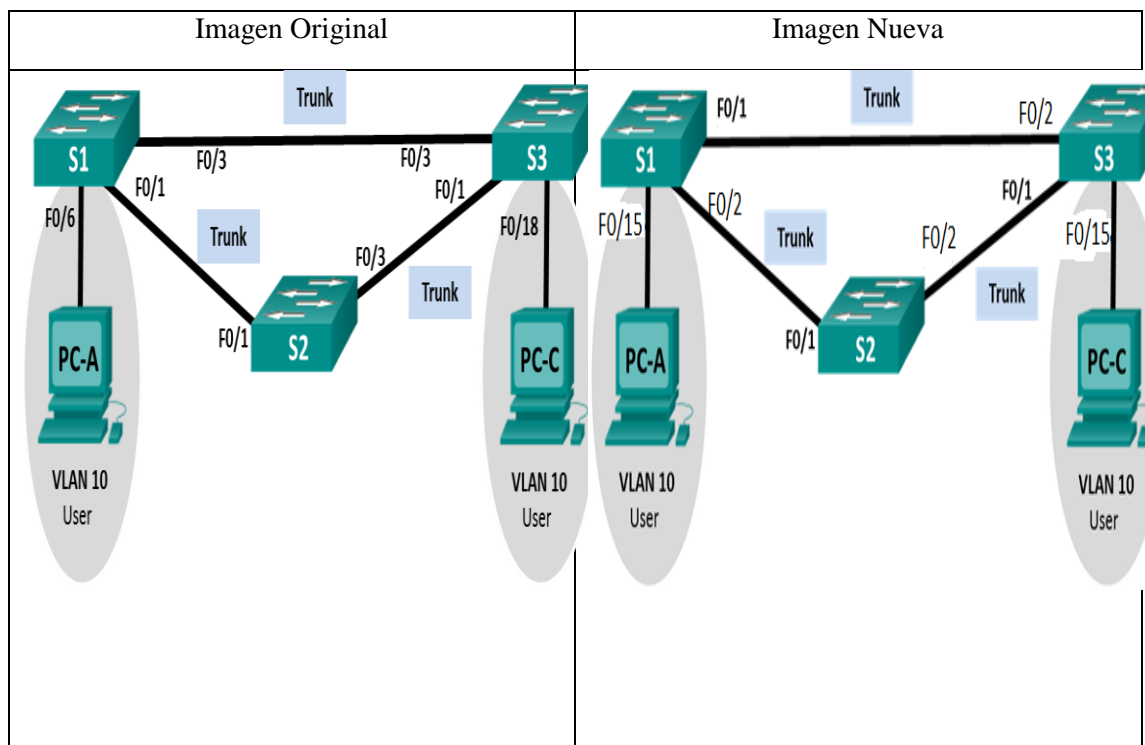 Imagen Original
Trunk
S1
F0/3
F0/3
S3
F0/6
F0/1
F0/1
F0/18
Trunk
F0/3
Trunk
F0/1
S2
PC-A
PC-C
VLAN 10
User
VLAN 10
User
Imagen Nueva
F0/1
Trunk
F0/2
S1
S3
F0/15
F0/2
F0/1
F0/15
Trunk
F0/2
Trunk
F0/1
S2
PC-A
PC-C
VLAN 10
User
VLAN 10
User